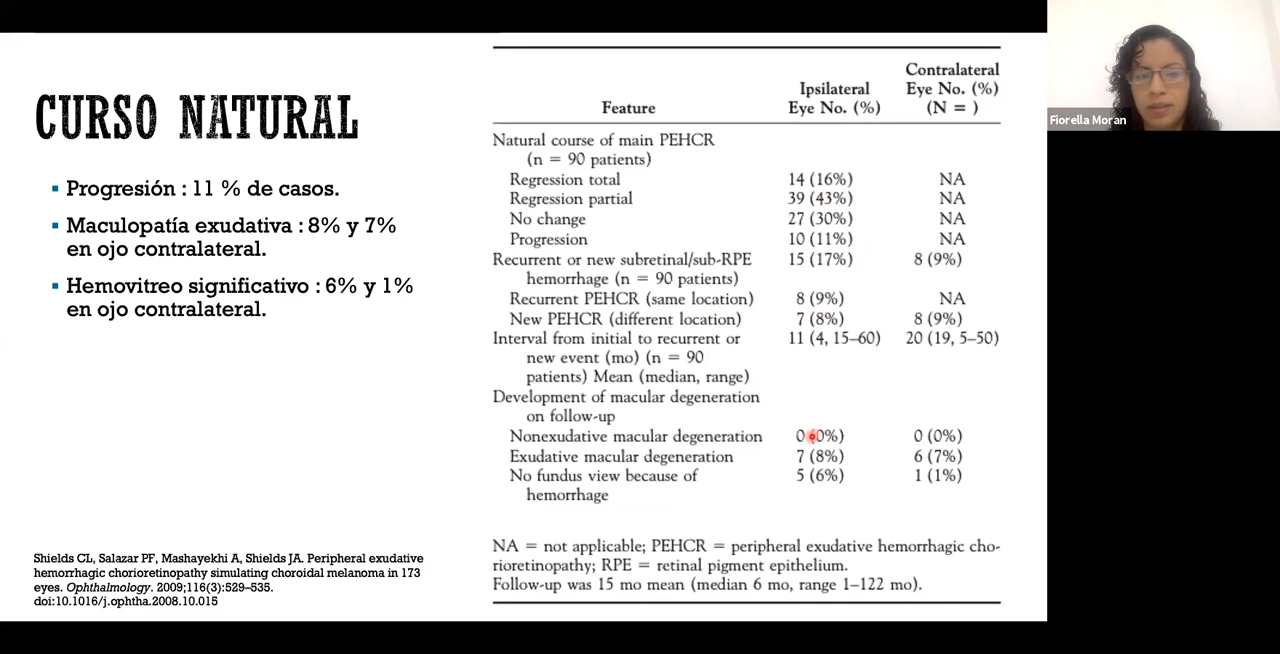 CURSO NATURAL
▪ Progresión : 11 % de casos.
▪ Maculopatía exudativa : 8% y 7%
en ojo contralateral.
▪ Hemovitreo significativo : 6% y 1%
en ojo contralateral.
Shields CL, Salazar PF, Mashayekhi A, Shields JA. Peripheral exudative
hemorrhagic chorioretinopathy simulating choroidal melanoma in 173
eyes. Ophthalmology. 2009;116(3):529–535.
doi:10.1016/j.ophtha.2008.10.015
Contralateral
Ipsilateral Eye No. (%)
Feature Eye No. (%) (N = )
Natural course of main PEHCR
(n = 90 patients)
Regression total 14 (16%) NA
Regression partial 39 (43%) NA
No change 27 (30%) NA
Progression 10 (11%) NA
Recurrent or new subretinal/sub-RPE 15 (17%) 8 (9%)
hemorrhage (n = 90 patients)
Recurrent PEHCR (same location) 8 (9%) NA
New PEHCR (different location) 7 (8%) 8 (9%)
Interval from initial to recurrent or 11 (4, 15–60) 20 (19, 5–50)
new event (mo) (n = 90
patients) Mean (median, range)
Development of macular degeneration
on follow-up
Nonexudative macular degeneration 0 (0%) 0 (0%)
Exudative macular degeneration 7 (8%) 6 (7%)
No fundus view because of 5 (6%) 1 (1%)
hemorrhage
NA = not applicable; PEHCR = peripheral exudative hemorrhagic cho-
rioretinopathy; RPE = retinal pigment epithelium.
Follow-up was 15 mo mean (median 6 mo, range 1–122 mo).
Fiorella Moran